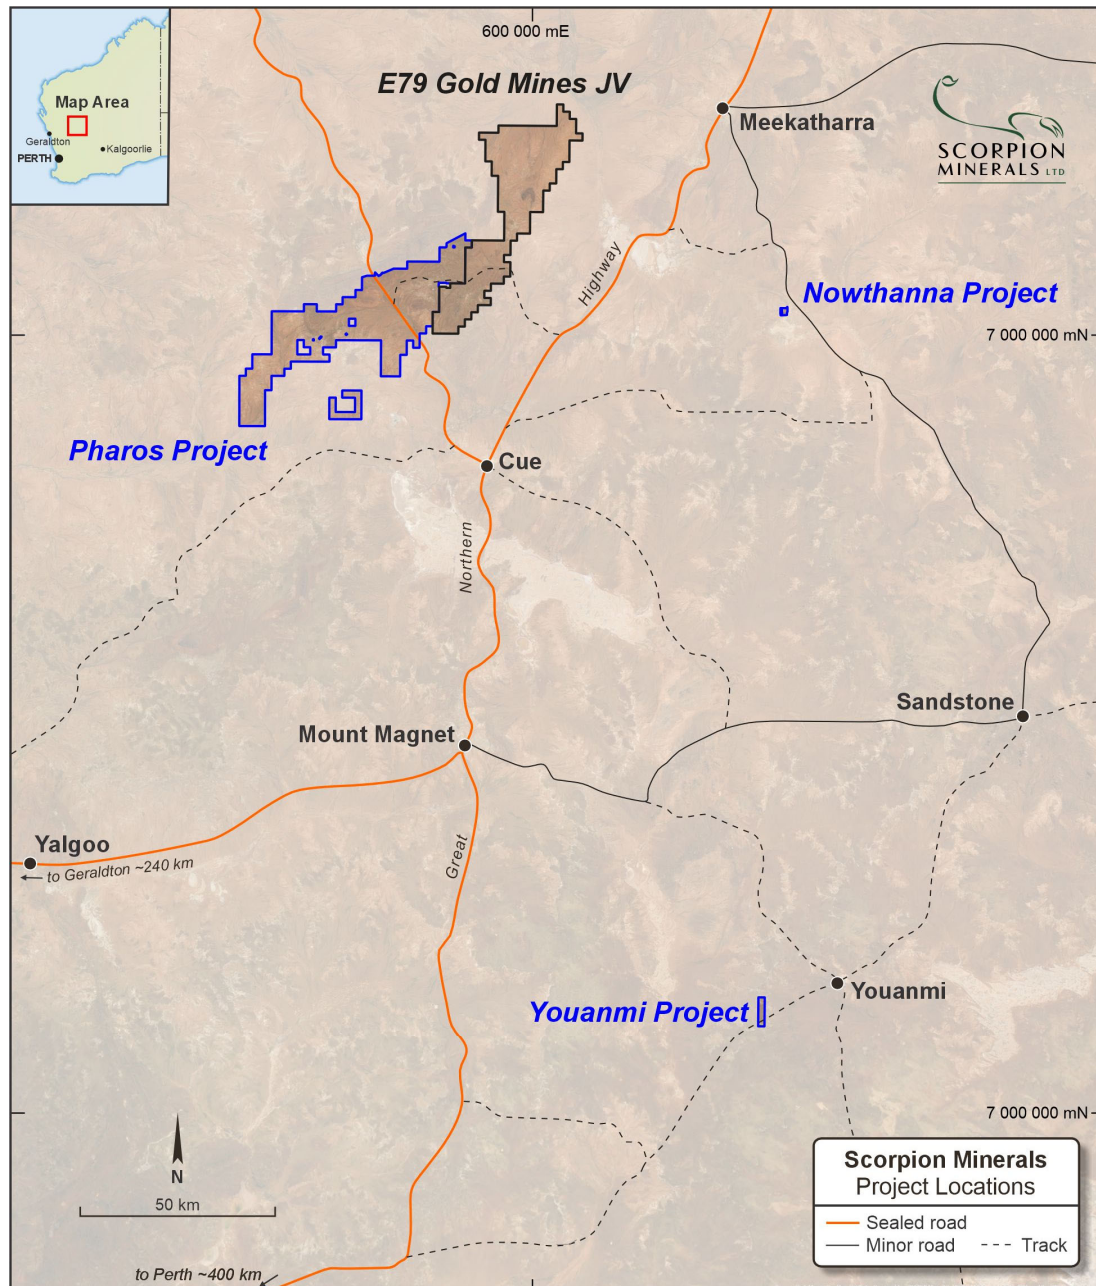 600 000 mE
E79 Gold Mines JV
Map Area
Geraldton
PERTH
Kalgoorlie
Meekatharra
SCORPION
MINERALS LTD
Highway
Nowthanna Project
7 000 000 mN
Pharos Project
Cue
Northern
Sandstone
Mount Magnet
Yalgoo
to Geraldton ~240 km
Great
Youanmi
Youanmi Project
7 000 000 mN
N
50 km
Scorpion Minerals
Project Locations
Sealed road
Minor road
Track
to Perth ~400 km